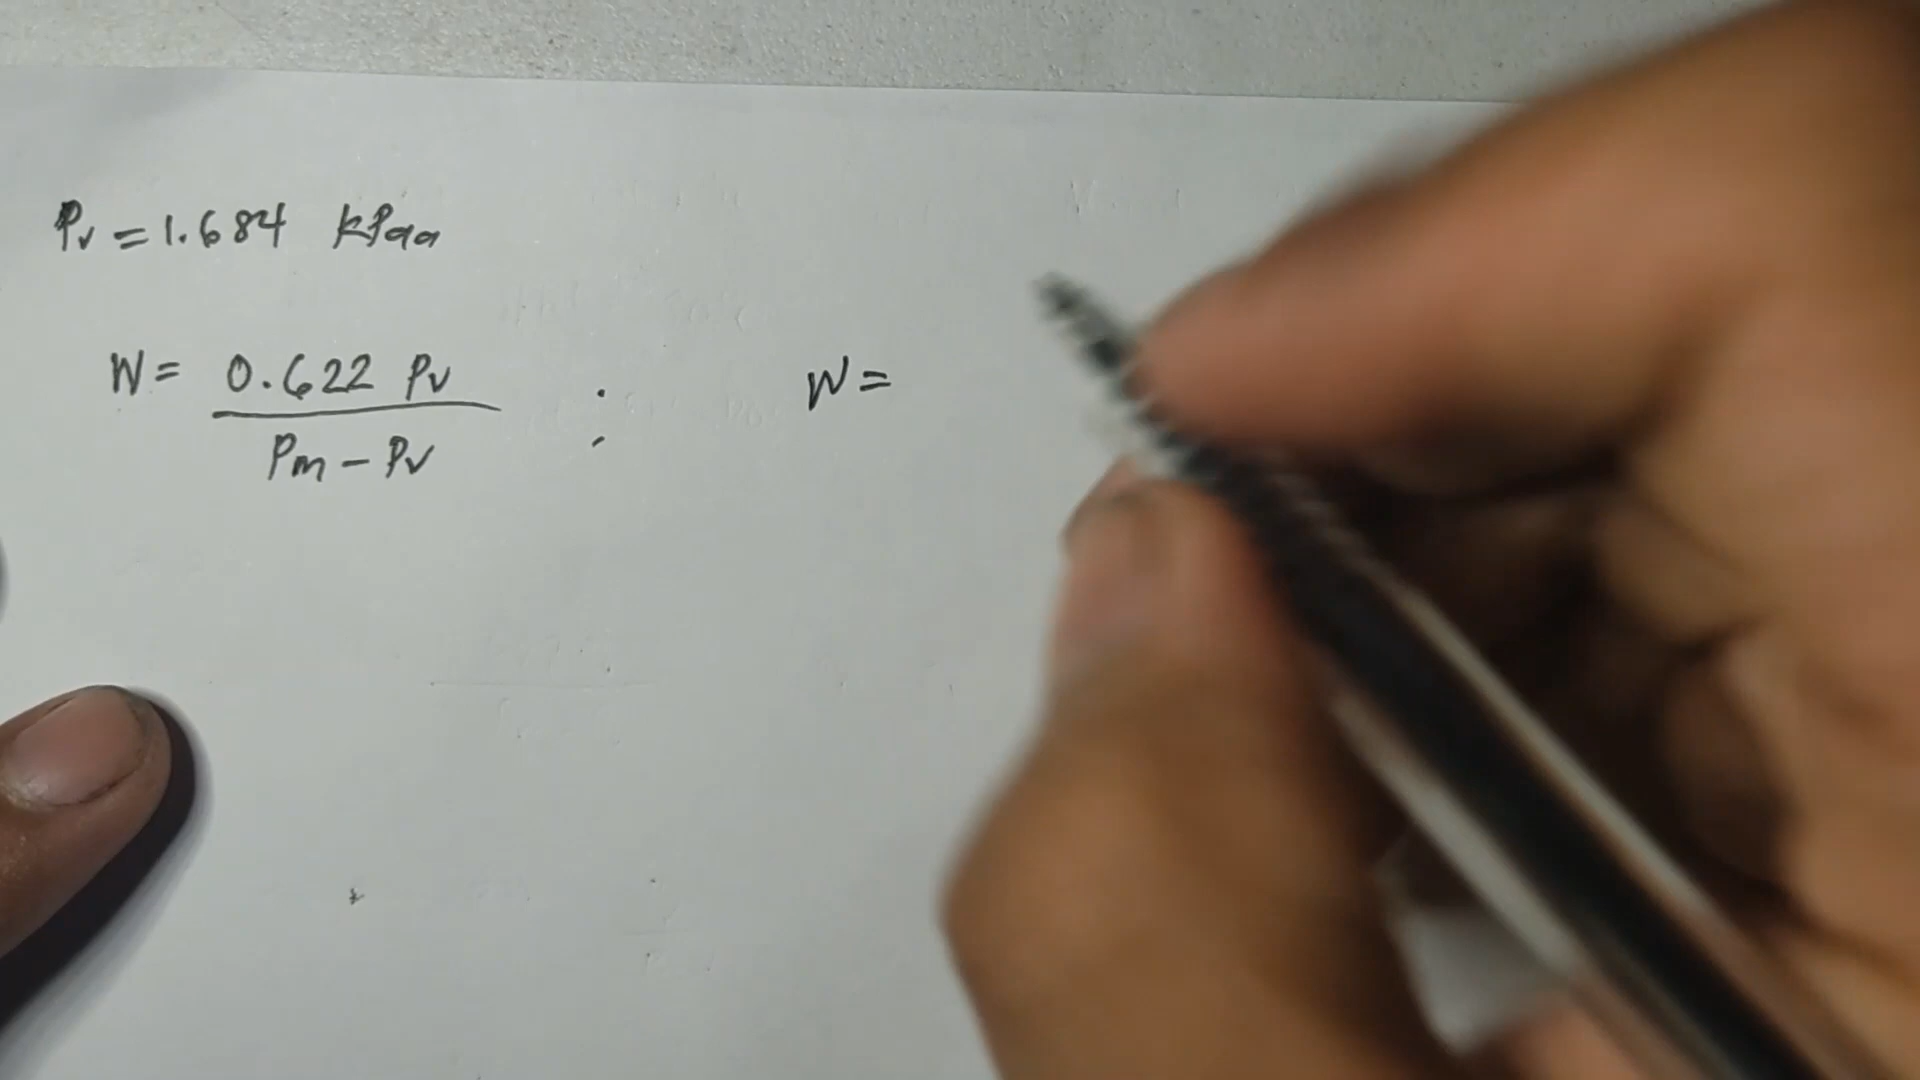 Pv = 1.684 kPaa
W = 0.622 Pv ; W =
Pm - Pv